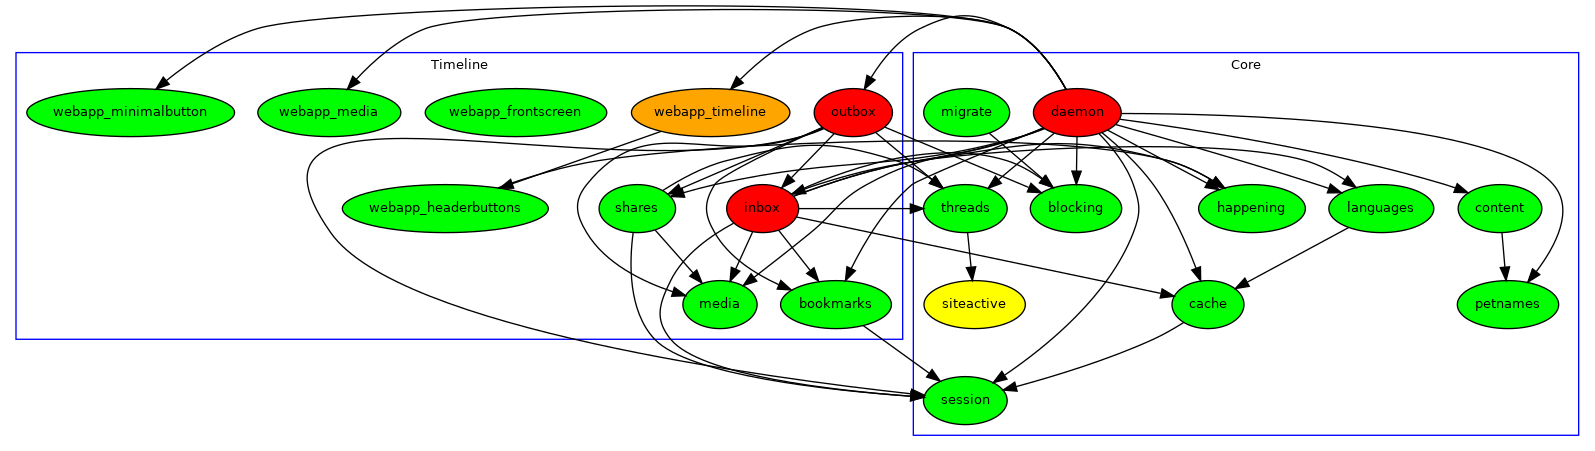 Timeline
Core
webapp_minimalbutton
webapp_media
webapp_frontscreen
webapp_timeline
outbox
migrate
daemon
webapp_headerbuttons
shares
inbox
threads
blocking
happening
languages
content
media
bookmarks
siteactive
cache
petnames
session